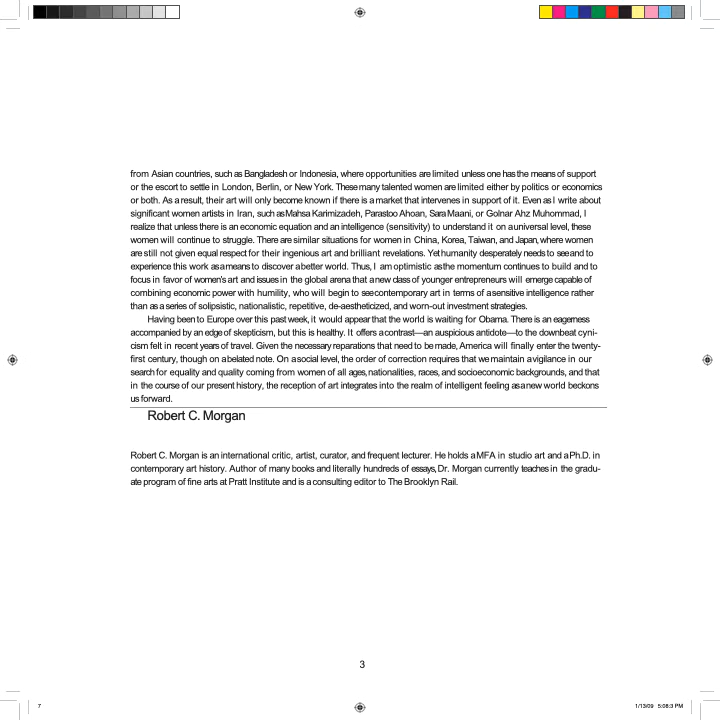 from Asian countries, such as Bangladesh or Indonesia, where opportunities are limited unless one has the means of support
or the escort to settle in London, Berlin, or New York. These many talented women are limited either by politics or economics
or both. As a result, their art will only become known if there is a market that intervenes in support of it. Even as I write about
significant women artists in Iran, such as Mahsa Karimizadeh, Parastoo Ahoan, Sara Maani, or Golnar Ahz Muhommad, I
realize that unless there is an economic equation and an intelligence (sensitivity) to understand it on a universal level, these
women will continue to struggle. There are similar situations for women in China, Korea, Taiwan, and Japan, where women
are still not given equal respect for their ingenious art and brilliant revelations. Yet humanity desperately needs to see and to
experience this work as a means to discover a better world. Thus, I am optimistic as the momentum continues to build and to
focus in favor of women's art and issues in the global arena that a new class of younger entrepreneurs will emerge capable of
combining economic power with humility, who will begin to see contemporary art in terms of a sensitive intelligence rather
than as a series of solipsistic, nationalistic, repetitive, de-aestheticized, and worn-out investment strategies.
Having been to Europe over this past week, it would appear that the world is waiting for Obama. There is an eagerness
accompanied by an edge of skepticism, but this is healthy. It offers a contrast—an auspicious antidote—to the downbeat cyni-
cism felt in recent years of travel. Given the necessary reparations that need to be made, America will finally enter the twenty-
first century, though on a belated note. On a social level, the order of correction requires that we maintain a vigilance in our
search for equality and quality coming from women of all ages, nationalities, races, and socioeconomic backgrounds, and that
in the course of our present history, the reception of art integrates into the realm of intelligent feeling as a new world beckons
us forward.
Robert C. Morgan
Robert C. Morgan is an international critic, artist, curator, and frequent lecturer. He holds a MFA in studio art and a Ph.D. in
contemporary art history. Author of many books and literally hundreds of essays, Dr. Morgan currently teaches in the gradu-
ate program of fine arts at Pratt Institute and is a consulting editor to The Brooklyn Rail.
3
7
1/13/09 5:08:3 PM